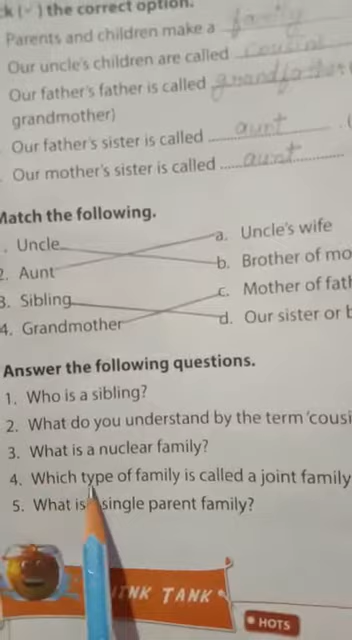 k ( ) the correct option.
Parents and children make a family
Our uncle's children are called cousins
Our father's father is called grandfather
grandmother)
Our father's sister is called aunt (
Our mother's sister is called aunt
Match the following.
. Uncle a. Uncle's wife
2. Aunt b. Brother of mo
3. Sibling c. Mother of fath
4. Grandmother d. Our sister or b
Answer the following questions.
1. Who is a sibling?
2. What do you understand by the term 'cousi
3. What is a nuclear family?
4. Which type of family is called a joint family
5. What is single parent family?
INK TANK
HOTS